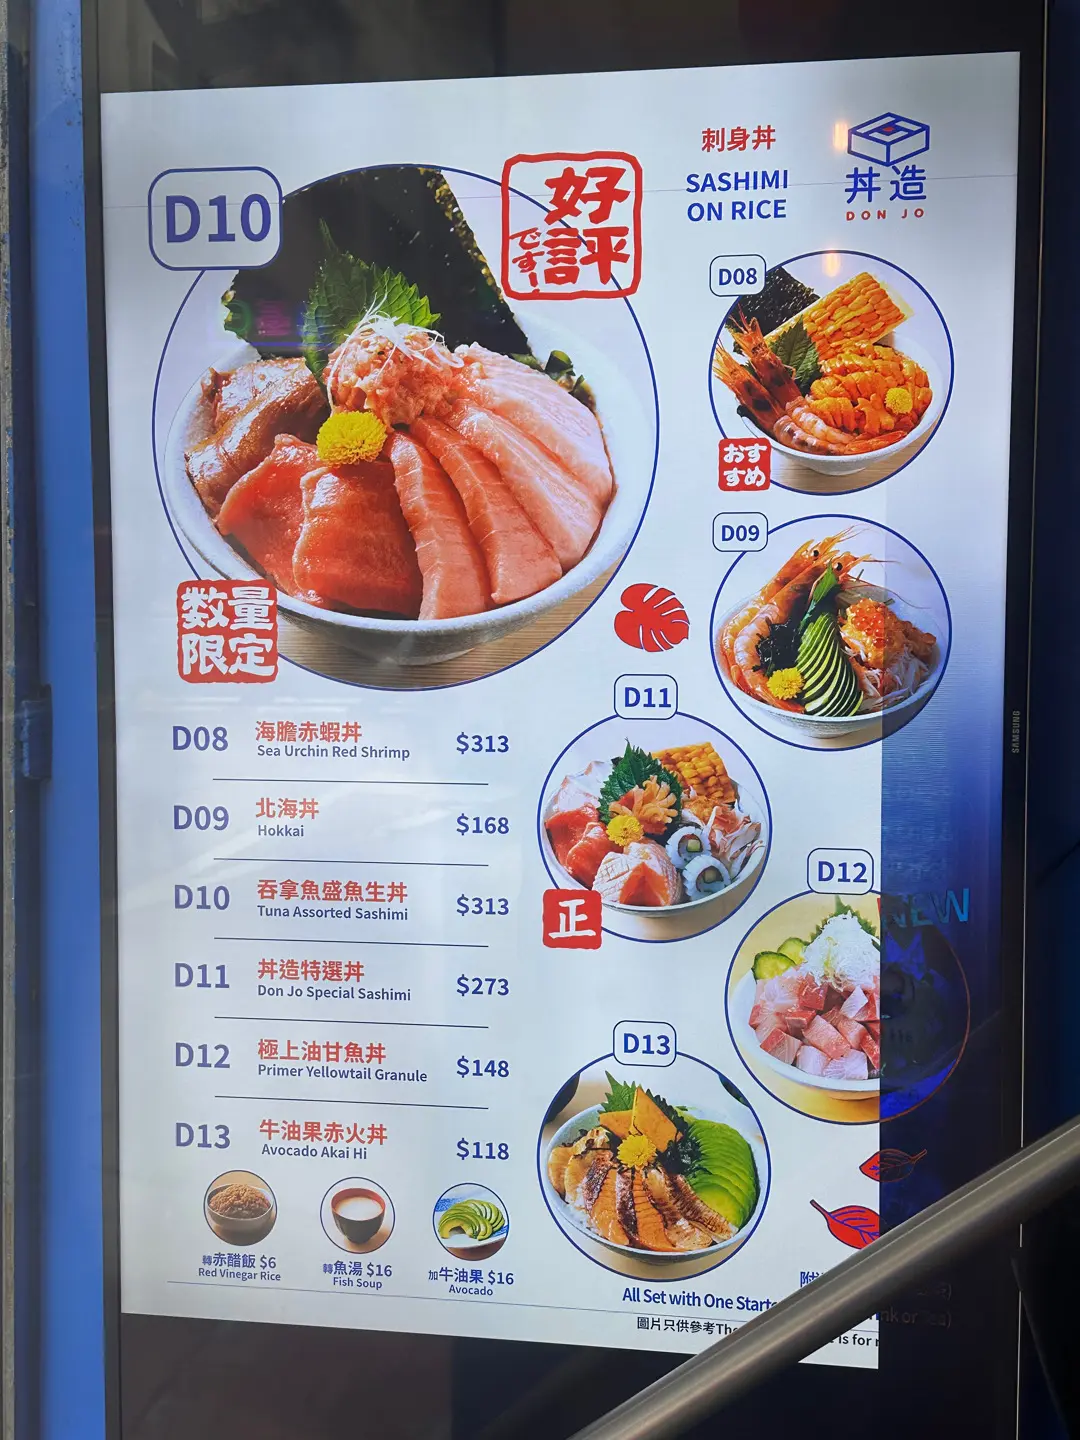 D10
好評
です!
刺身丼
SASHIMI
ON RICE
丼造
DON JO
D08
おす
すめ
D09
数量
限定
D11
正
D12
NEW
D13
D08 海膽赤蝦丼 $313
Sea Urchin Red Shrimp
D09 北海丼 $168
Hokkai
D10 吞拿魚盛魚生丼 $313
Tuna Assorted Sashimi
D11 丼造特選丼 $273
Don Jo Special Sashimi
D12 極上油甘魚丼 $148
Primer Yellowtail Granule
D13 牛油果赤火丼 $118
Avocado Akai Hi
轉赤醋飯 $6
Red Vinegar Rice
轉魚湯 $16
Fish Soup
加牛油果 $16
Avocado
附
All Set with One Starte
圖片只供參考The
is for
SAMSUNG